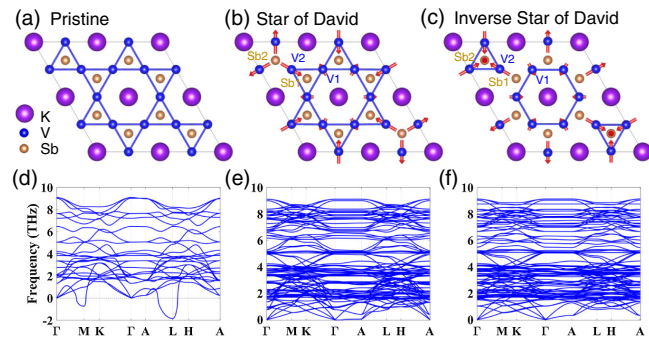 (a) Pristine
(b) Star of David
(c) Inverse Star of David
Sb2
V2
Sb1
V1
Sb2
V2
Sb1
V1
K
V
Sb
(d)
(e)
(f)
Frequency (THz)
10
8
6
4
2
0
-2
Γ M K Γ A L H A
10
8
6
4
2
0
Γ M K Γ A L H A
10
8
6
4
2
0
Γ M K Γ A L H A